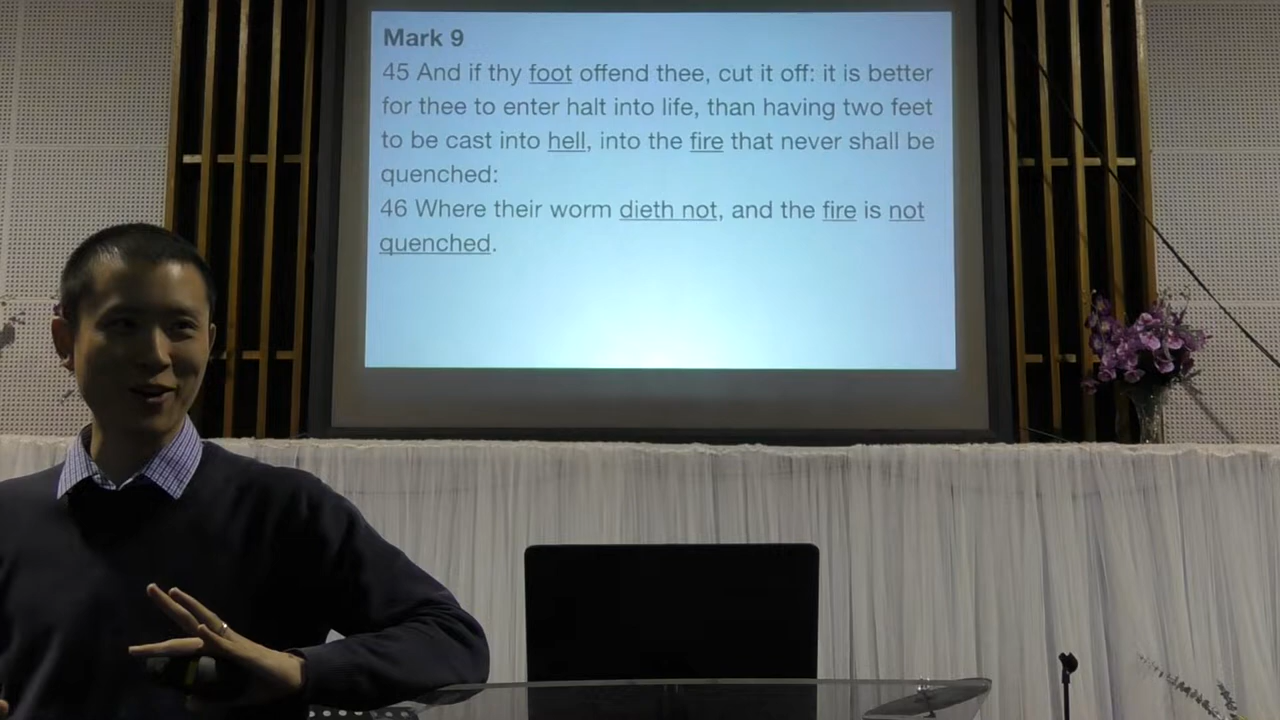 Mark 9
45 And if thy foot offend thee, cut it off: it is better
for thee to enter halt into life, than having two feet
to be cast into hell, into the fire that never shall be
quenched:
46 Where their worm dieth not, and the fire is not
quenched.